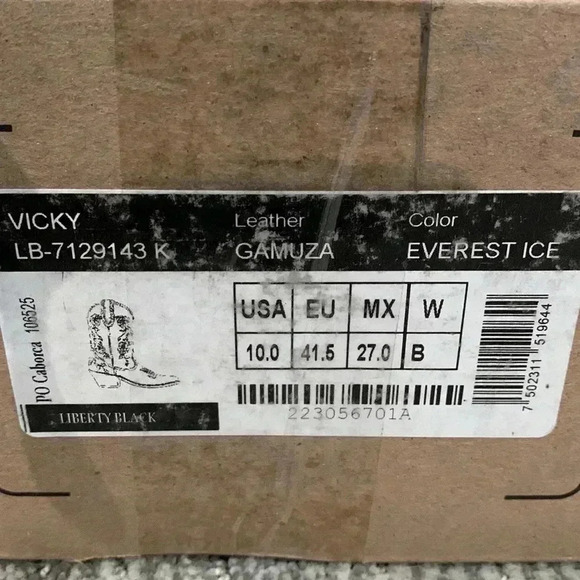 VICKY
Leather
Color
LB-7129143 K
GAMUZA
EVEREST ICE
PO Caborca 106525
USA EU MX W
10.0 41.5 27.0 B
LIBERTY BLACK
223056701A
7 502311 519644